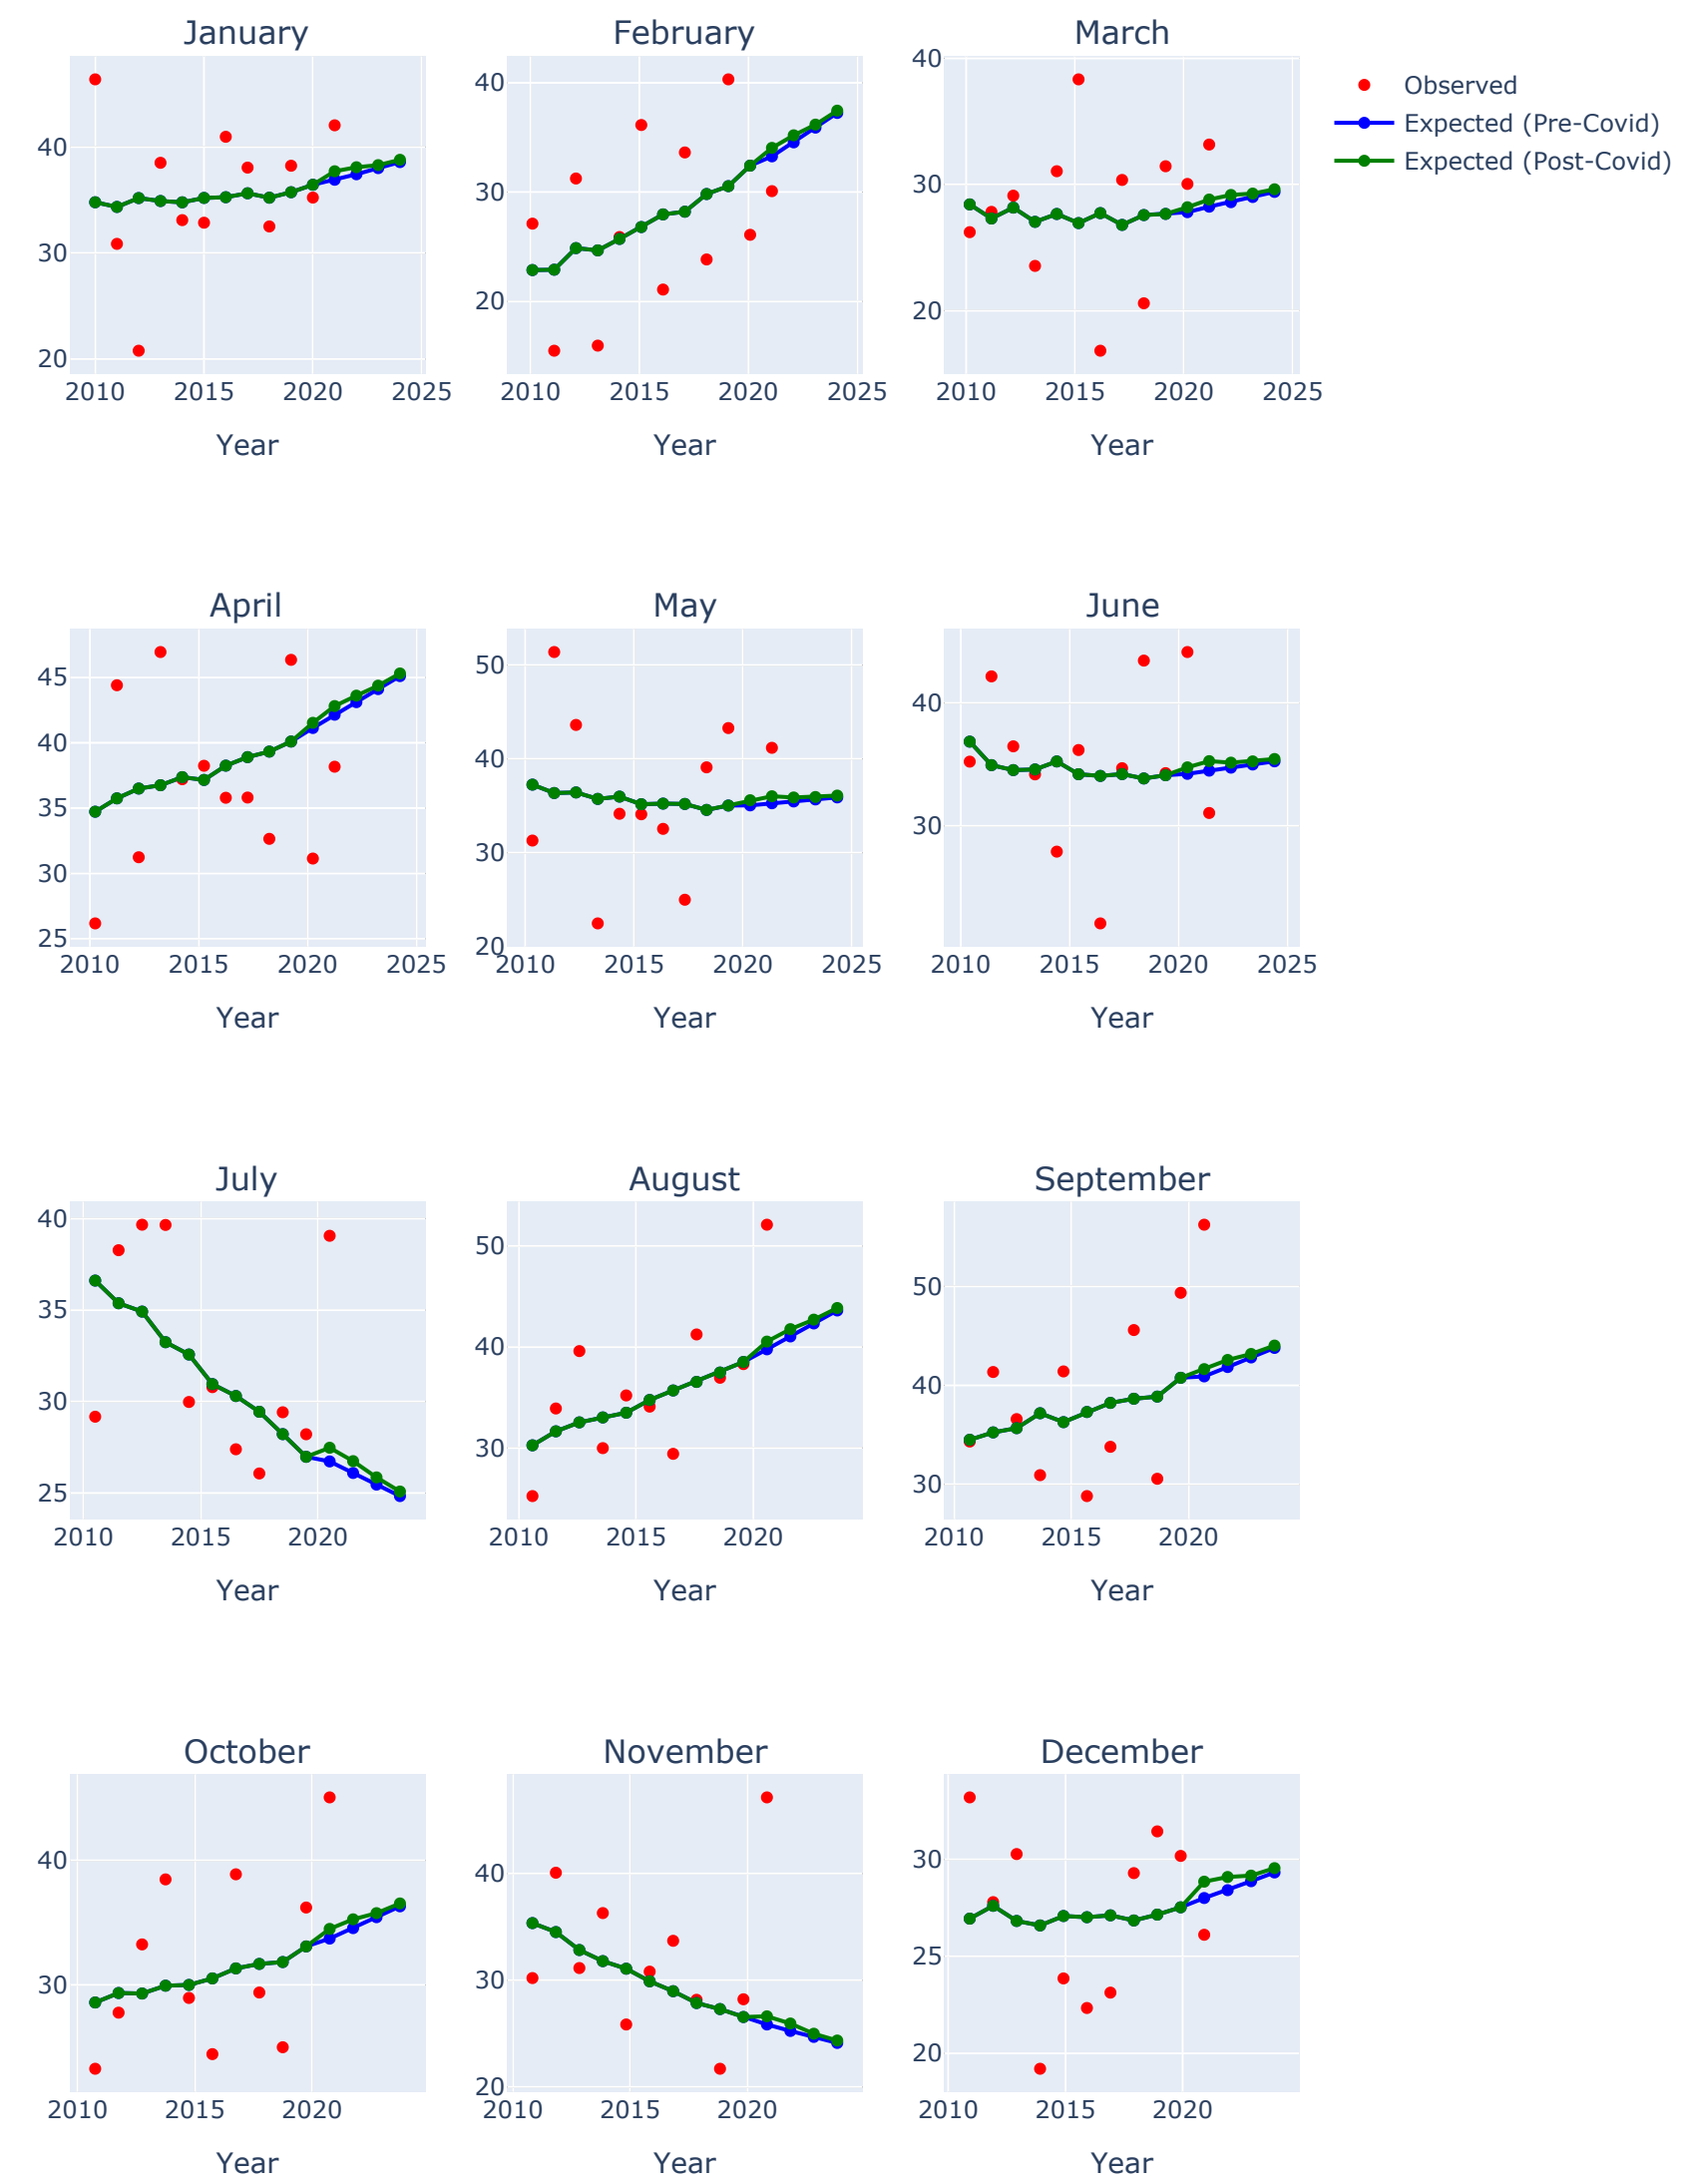 January February March
40
30
20
2010 2015 2020 2025
Year
40
30
20
2010 2015 2020 2025
Year
40
30
20
2010 2015 2020 2025
Year
Observed
Expected (Pre-Covid)
Expected (Post-Covid)
April May June
45
40
35
30
25
2010 2015 2020 2025
Year
50
40
30
20
2010 2015 2020 2025
Year
40
30
2010 2015 2020 2025
Year
July August September
40
35
30
25
2010 2015 2020
Year
50
40
30
2010 2015 2020
Year
50
40
30
2010 2015 2020
Year
October November December
40
30
2010 2015 2020
Year
40
30
20
2010 2015 2020
Year
30
25
20
2010 2015 2020
Year